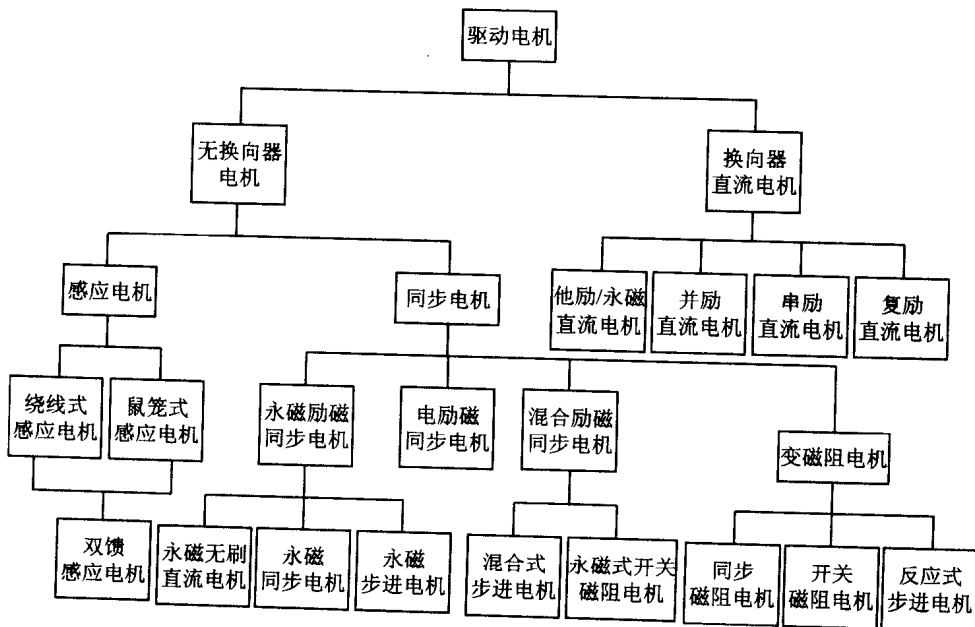 驱动电机
无换向器
电机
换向器
直流电机
感应电机
同步电机
他励/永磁
直流电机
并励
直流电机
串励
直流电机
复励
直流电机
绕线式
感应电机
鼠笼式
感应电机
永磁励磁
同步电机
电励磁
同步电机
混合励磁
同步电机
变磁阻电机
双馈
感应电机
永磁无刷
直流电机
永磁
同步电机
永磁
步进电机
混合式
步进电机
永磁式开关
磁阻电机
同步
磁阻电机
开关
磁阻电机
反应式
步进电机